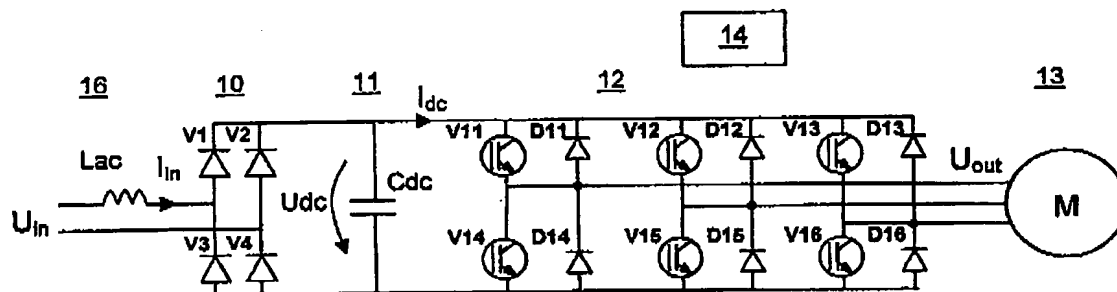 14
16 10 11 12 13
Idc
V1 V2 V11 D11 V12 D12 V13 D13
Uout
Lac Iin
Udc Cdc
M
Uin
V3 V4 V14 D14 V15 D15 V16 D16